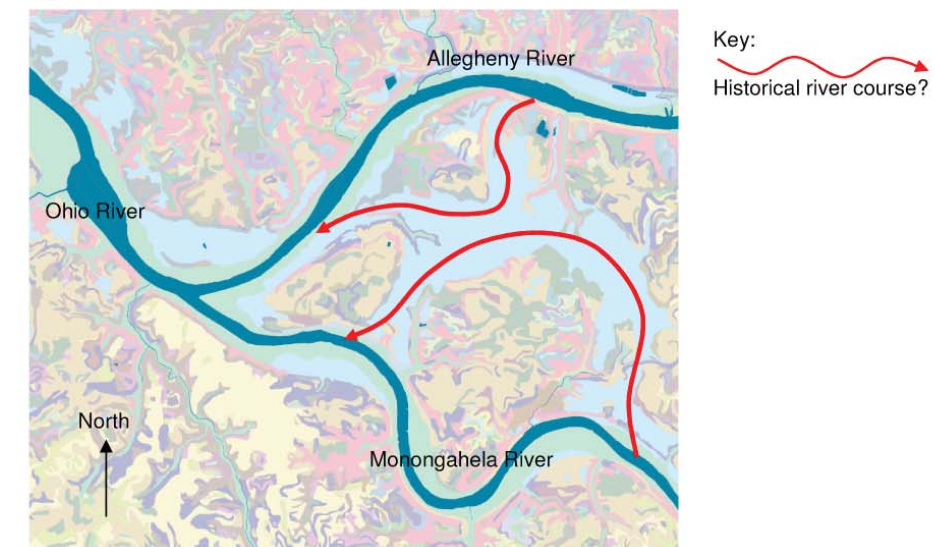 Allegheny River
Key:
Historical river course?
Ohio River
North
Monongahela River